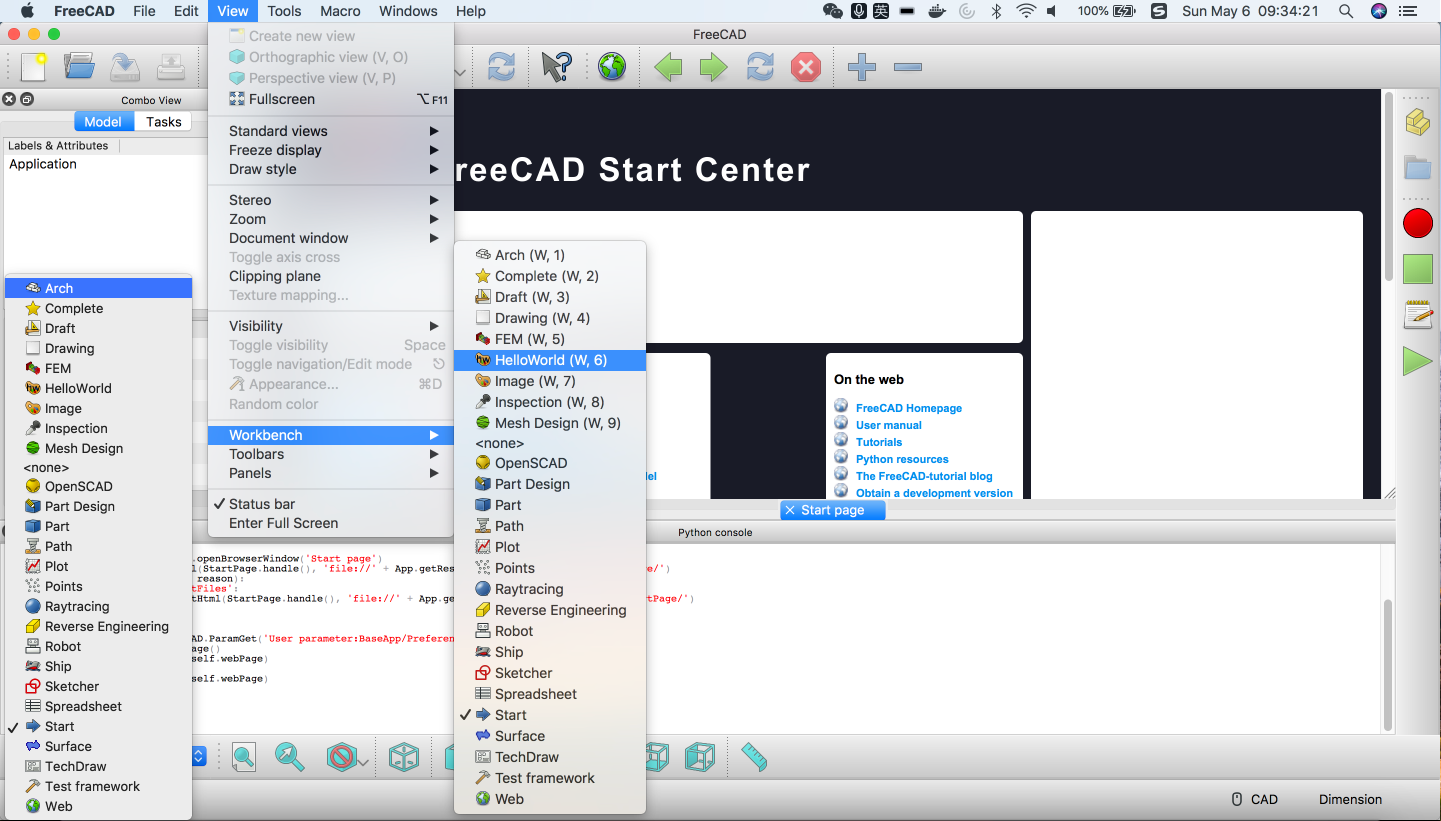 FreeCAD File Edit View Tools Macro Windows Help 英 100% Sun May 6 09:34:21
FreeCAD
Combo View
Model Tasks
Labels & Attributes
Application
Create new view
Orthographic view (V, O)
Perspective view (V, P)
Fullscreen ⌥F11
Standard views
Freeze display
Draw style
Stereo
Zoom
Document window
Toggle axis cross
Clipping plane
Texture mapping...
Visibility
Toggle visibility Space
Toggle navigation/Edit mode ⎋
Appearance... ⌘D
Random color
Workbench
Toolbars
Panels
✓ Status bar
Enter Full Screen
Arch (W, 1)
Complete (W, 2)
Draft (W, 3)
Drawing (W, 4)
FEM (W, 5)
HelloWorld (W, 6)
Image (W, 7)
Inspection (W, 8)
Mesh Design (W, 9)
<none>
OpenSCAD
Part Design
Part
Path
Plot
Points
Raytracing
Reverse Engineering
Robot
Ship
Sketcher
Spreadsheet
✓ Start
Surface
TechDraw
Test framework
Web
Arch
Complete
Draft
Drawing
FEM
HelloWorld
Image
Inspection
Mesh Design
<none>
OpenSCAD
Part Design
Part
Path
Plot
Points
Raytracing
Reverse Engineering
Robot
Ship
Sketcher
Spreadsheet
✓ Start
Surface
TechDraw
Test framework
Web
reeCAD Start Center
On the web
FreeCAD Homepage
User manual
Tutorials
Python resources
The FreeCAD-tutorial blog
Obtain a development version
del
Start page
Python console
.openBrowserWindow('Start page')
l(StartPage.handle(), 'file://' + App.getRes e/')
reason):
tFiles':
tHtml(StartPage.handle(), 'file://' + App.ge rtPage/')
AD.ParamGet('User parameter:BaseApp/Preferen
age()
self.webPage)
self.webPage)
CAD Dimension